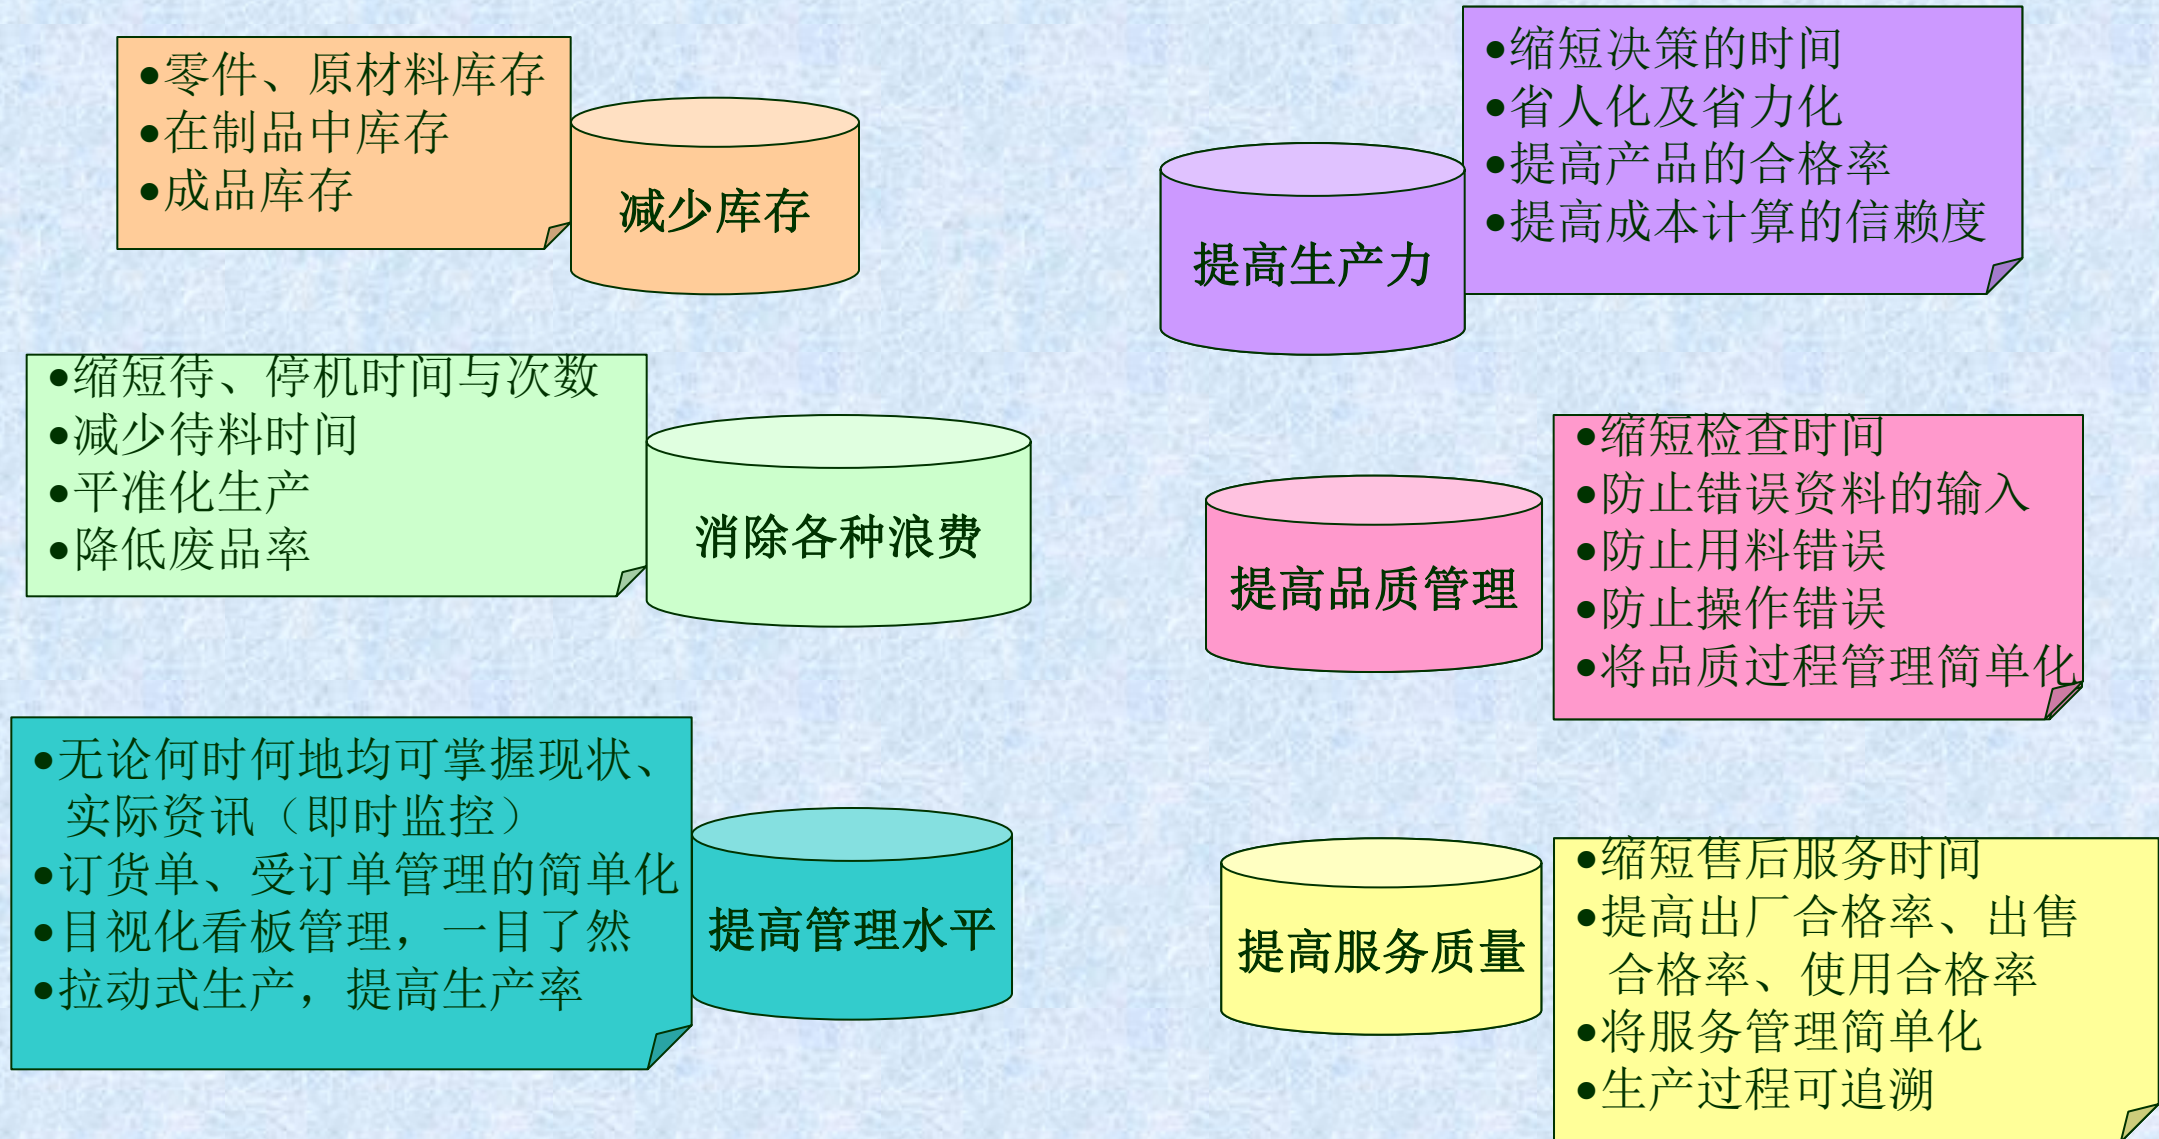 ●零件、原材料库存
●在制品中库存
●成品库存
减少库存
●缩短决策的时间
●省人化及省力化
●提高产品的合格率
●提高成本计算的信赖度
提高生产力
●缩短待、停机时间与次数
●减少待料时间
●平准化生产
●降低废品率
消除各种浪费
●缩短检查时间
●防止错误资料的输入
●防止用料错误
●防止操作错误
●将品质过程管理简单化
提高品质管理
●无论何时何地均可掌握现状、
实际资讯（即时监控）
●订货单、受订单管理的简单化
●目视化看板管理，一目了然
●拉动式生产，提高生产率
提高管理水平
●缩短售后服务时间
●提高出厂合格率、出售
合格率、使用合格率
●将服务管理简单化
●生产过程可追溯
提高服务质量